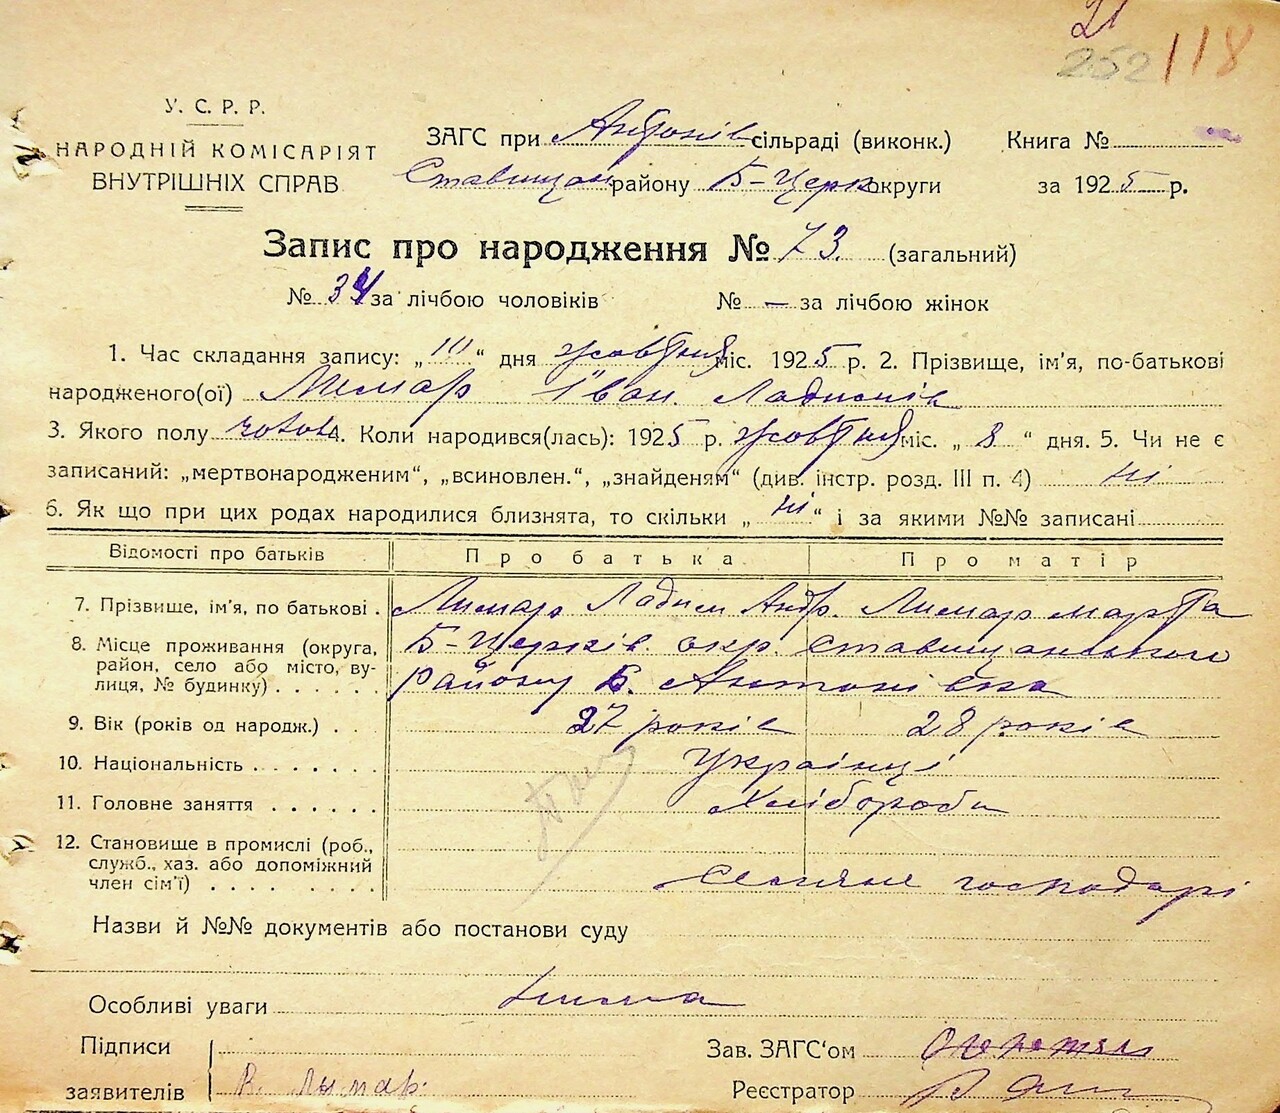 21
252 118
У. С. Р. Р.
НАРОДНІЙ КОМІСАРІЯТ
ВНУТРІШНІХ СПРАВ
ЗАГС при Антонів сільраді (виконк.) Книга №
Ставищан району Б-Церк округи за 1925 р.
Запис про народження № 73. (загальний)
№ 34 за лічбою чоловіків № — за лічбою жінок
1. Час складання запису: „10“ дня жовтня міс. 1925 р. 2. Прізвище, ім'я, по-батькові
народженого(ої) Лимар Іван
3. Якого полу 4. Коли народився(лась): 1925 р. жовтня міс. „8“ дня. 5. Чи не є
записаний: „мертвонародженим“, „всиновлен.“, „знайденям“ (див. інстр. розд. III п. 4) ні
6. Як що при цих родах народилися близнята, то скільки „ні“ і за якими №№ записані
Відомості про батьків Про батька Про матір
7. Прізвище, ім'я, по батькові. Лимар Ладим Андр. Лимар Марта
8. Місце проживання (округа, район, село або місто, вулиця, № будинку) Б-Церків. окр. Ставищанського
району Б. Антонівка
9. Вік (років од народж.) 27 років 28 років
10. Національність Українці
11. Головне заняття Хлібороби
12. Становище в промислі (роб., служб., хаз. або допоміжний член сім'ї) селяне господарі
Назви й №№ документів або постанови суду
Особливі уваги нима
Підписи Зав. ЗАГС'ом
заявителів В. Лымар. Реєстратор